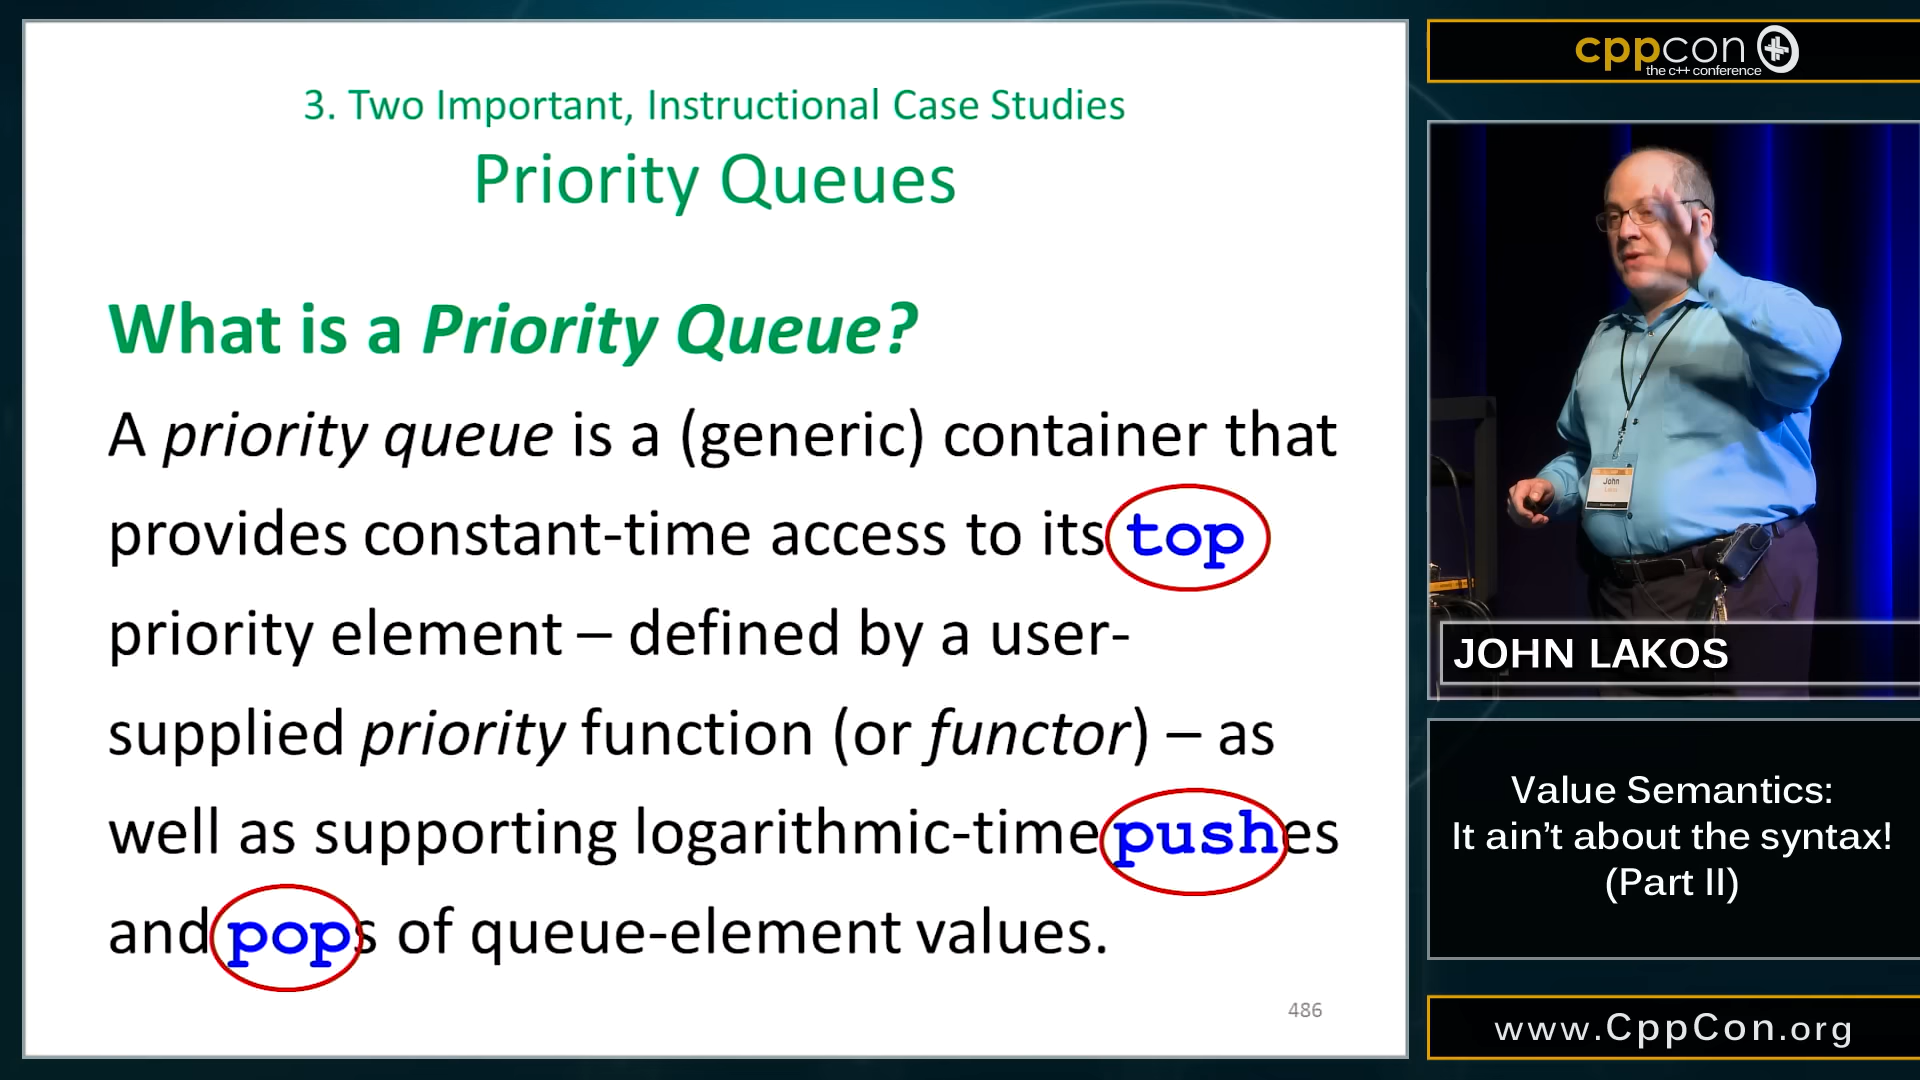 3. Two Important, Instructional Case Studies
Priority Queues
What is a Priority Queue?
A priority queue is a (generic) container that
provides constant-time access to its top
priority element – defined by a user-
supplied priority function (or functor) – as
well as supporting logarithmic-time pushes
and pops of queue-element values.
486
cppcon
the c++ conference
John
JOHN LAKOS
Value Semantics:
It ain’t about the syntax!
(Part II)
www.CppCon.org